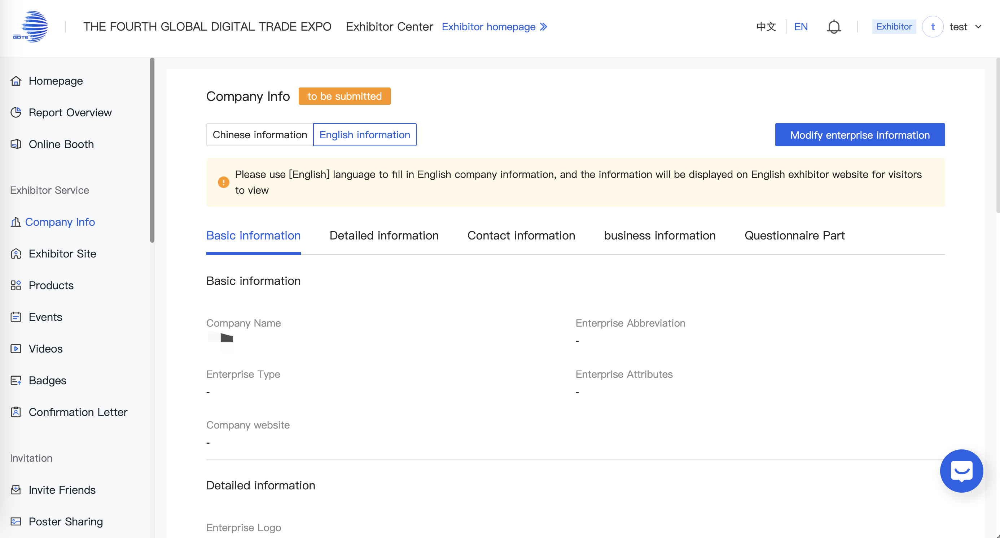 GDTE
THE FOURTH GLOBAL DIGITAL TRADE EXPO
Exhibitor Center
Exhibitor homepage
中文
EN
Exhibitor
t
test
Homepage
Report Overview
Online Booth
Exhibitor Service
Company Info
Exhibitor Site
Products
Events
Videos
Badges
Confirmation Letter
Invitation
Invite Friends
Poster Sharing
Company Info
to be submitted
Chinese information
English information
Modify enterprise information
Please use [English] language to fill in English company information, and the information will be displayed on English exhibitor website for visitors
to view
Basic information
Detailed information
Contact information
business information
Questionnaire Part
Basic information
Company Name
Enterprise Abbreviation
-
Enterprise Type
-
Enterprise Attributes
-
Company website
-
Detailed information
Enterprise Logo